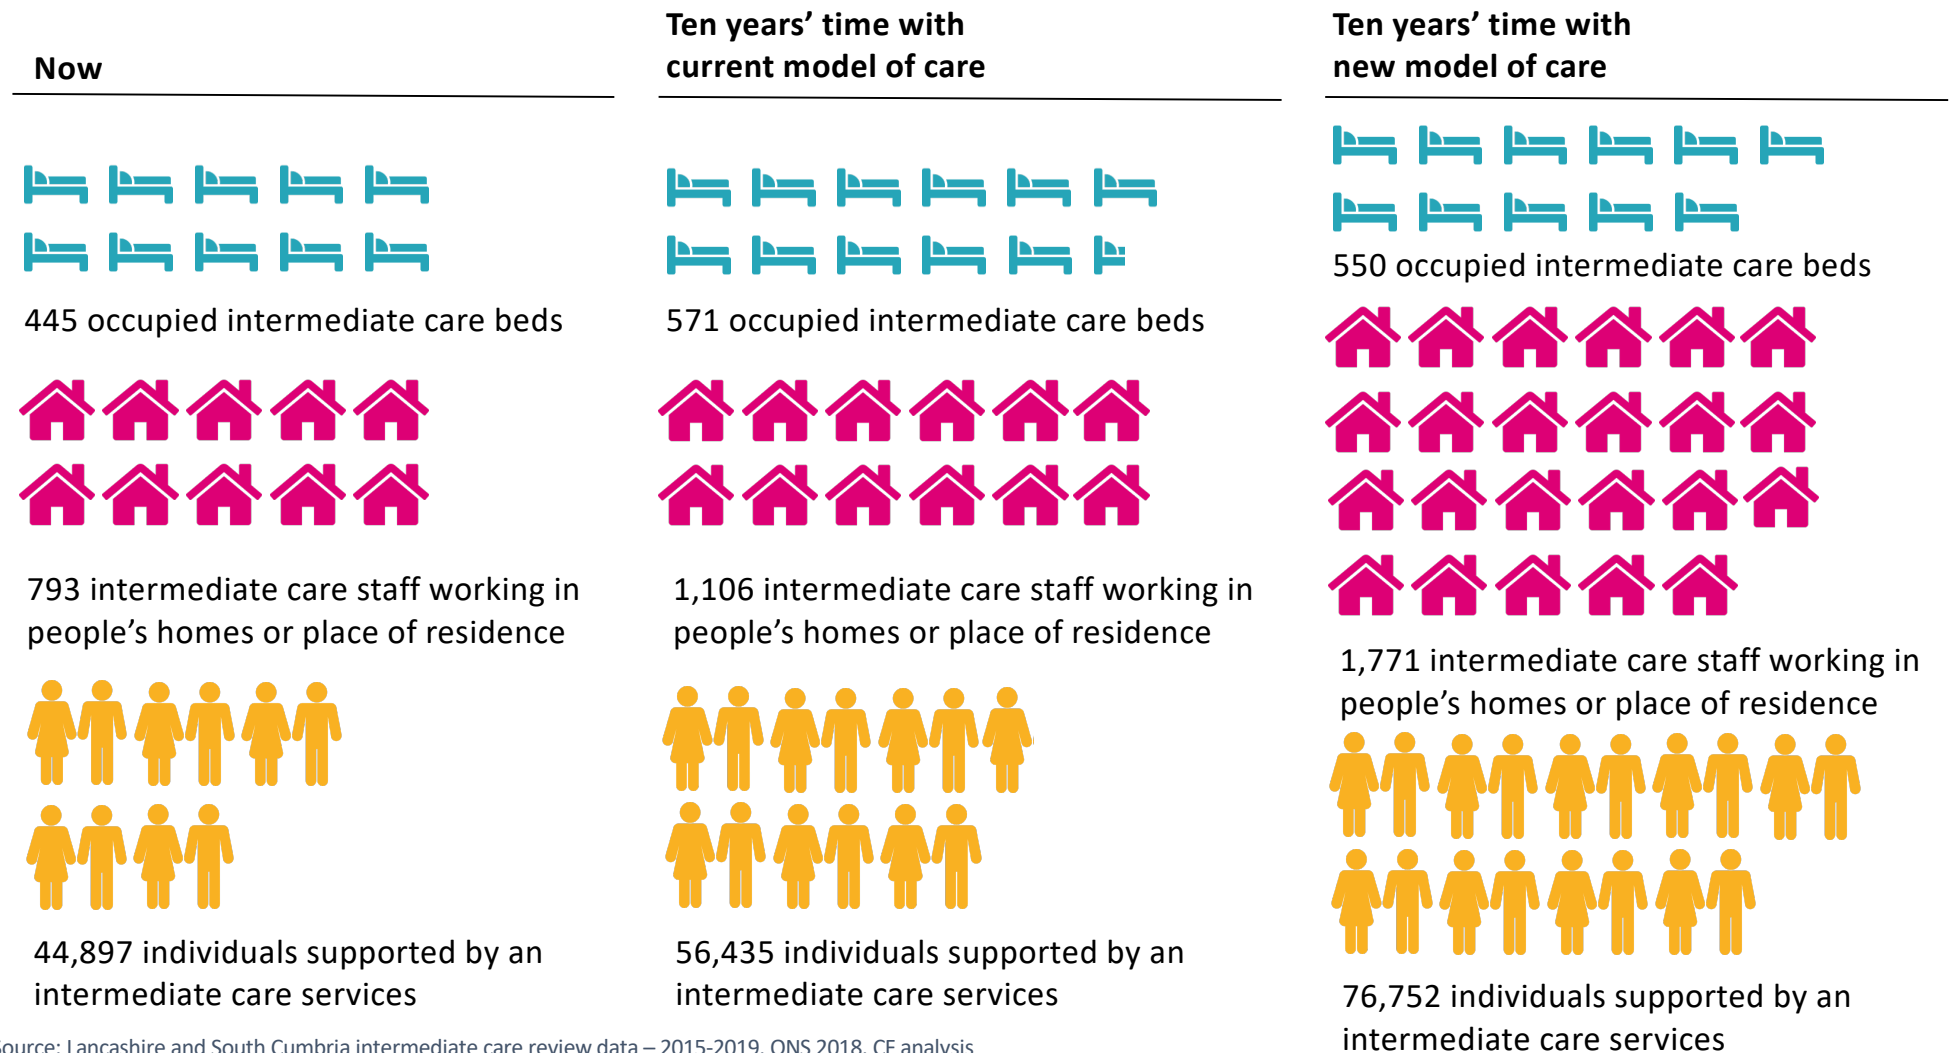 Now
445 occupied intermediate care beds
793 intermediate care staff working in
people’s homes or place of residence
44,897 individuals supported by an
intermediate care services
Ten years’ time with
current model of care
571 occupied intermediate care beds
1,106 intermediate care staff working in
people’s homes or place of residence
56,435 individuals supported by an
intermediate care services
Ten years’ time with
new model of care
550 occupied intermediate care beds
1,771 intermediate care staff working in
people’s homes or place of residence
76,752 individuals supported by an
intermediate care services
Source: Lancashire and South Cumbria intermediate care review data – 2015-2019, ONS 2018, CF analysis